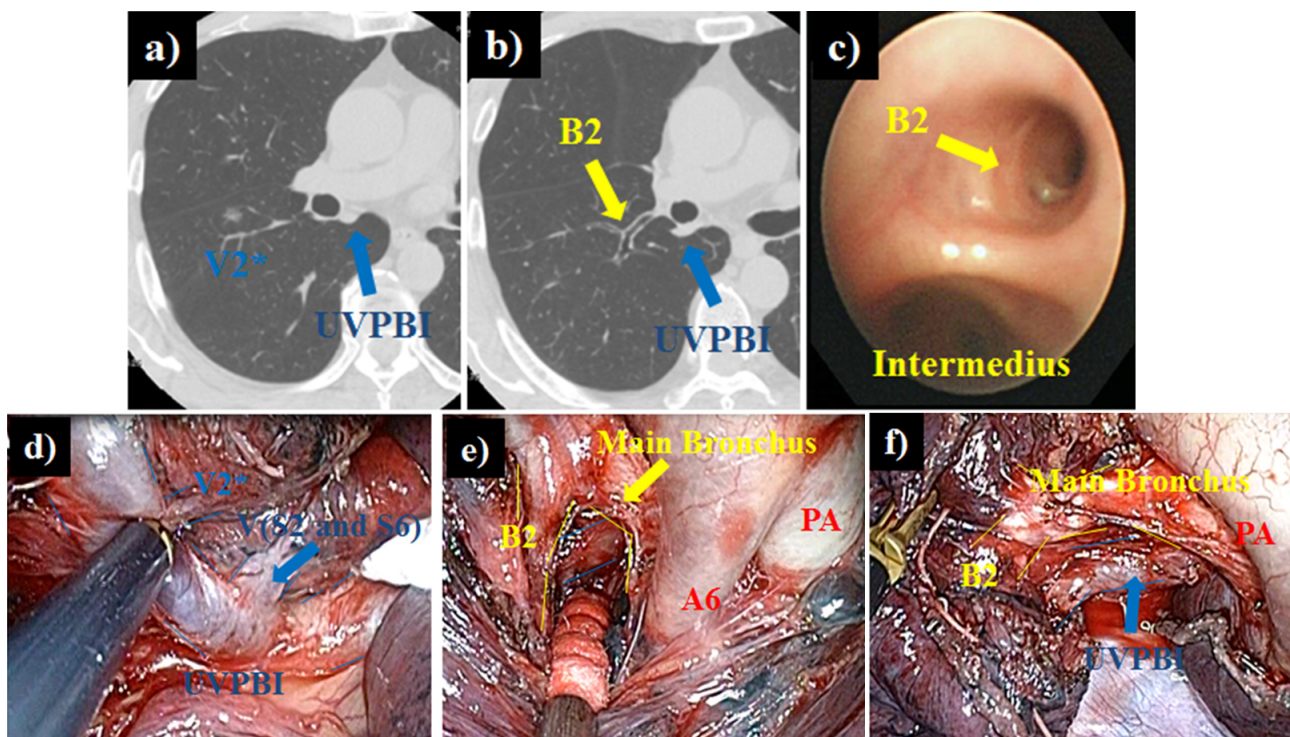 a)
V2*
UVPBI
b)
B2
UVPBI
c)
B2
Intermedius
d)
V2*
V(S2 and S6)
UVPBI
e)
Main Bronchus
B2
PA
A6
f)
Main Bronchus
PA
B2
UVPBI